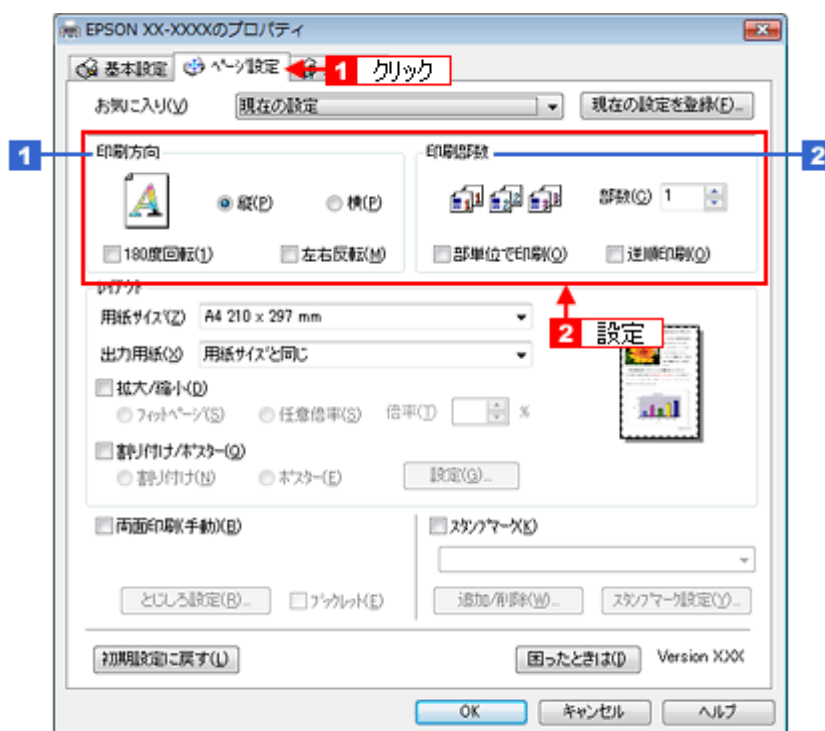 EPSON XX-XXXXのプロパティ
基本設定 ページ設定
1 クリック
お気に入り(V) 現在の設定 現在の設定を登録(F)...
1 印刷方向 印刷部数 2
縦(P) 横(P) 部数(C) 1
180度回転(1) 左右反転(M) 部単位で印刷(O) 逆順印刷(O)
レイアウト
2 設定
用紙サイズ(Z) A4 210 x 297 mm
出力用紙(X) 用紙サイズと同じ
拡大/縮小(D)
フィットページ(S) 任意倍率(S) 倍率(T) %
割り付け/ポスター(Q)
割り付け(N) ポスター(E) 設定(G)...
両面印刷(手動)(B) スタンプマーク(K)
とじしろ設定(R)... ブックレット(E) 追加/削除(W)... スタンプマーク設定(Y)...
初期設定に戻す(L) 困ったときは(I) Version X.XX
OK キャンセル ヘルプ